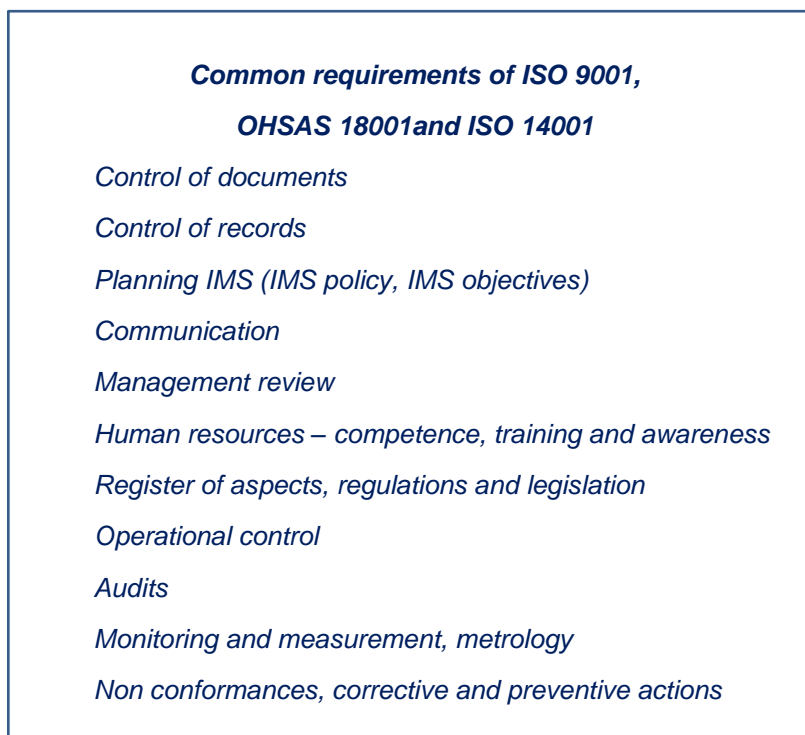 Common requirements of ISO 9001,
OHSAS 18001and ISO 14001
Control of documents
Control of records
Planning IMS (IMS policy, IMS objectives)
Communication
Management review
Human resources – competence, training and awareness
Register of aspects, regulations and legislation
Operational control
Audits
Monitoring and measurement, metrology
Non conformances, corrective and preventive actions